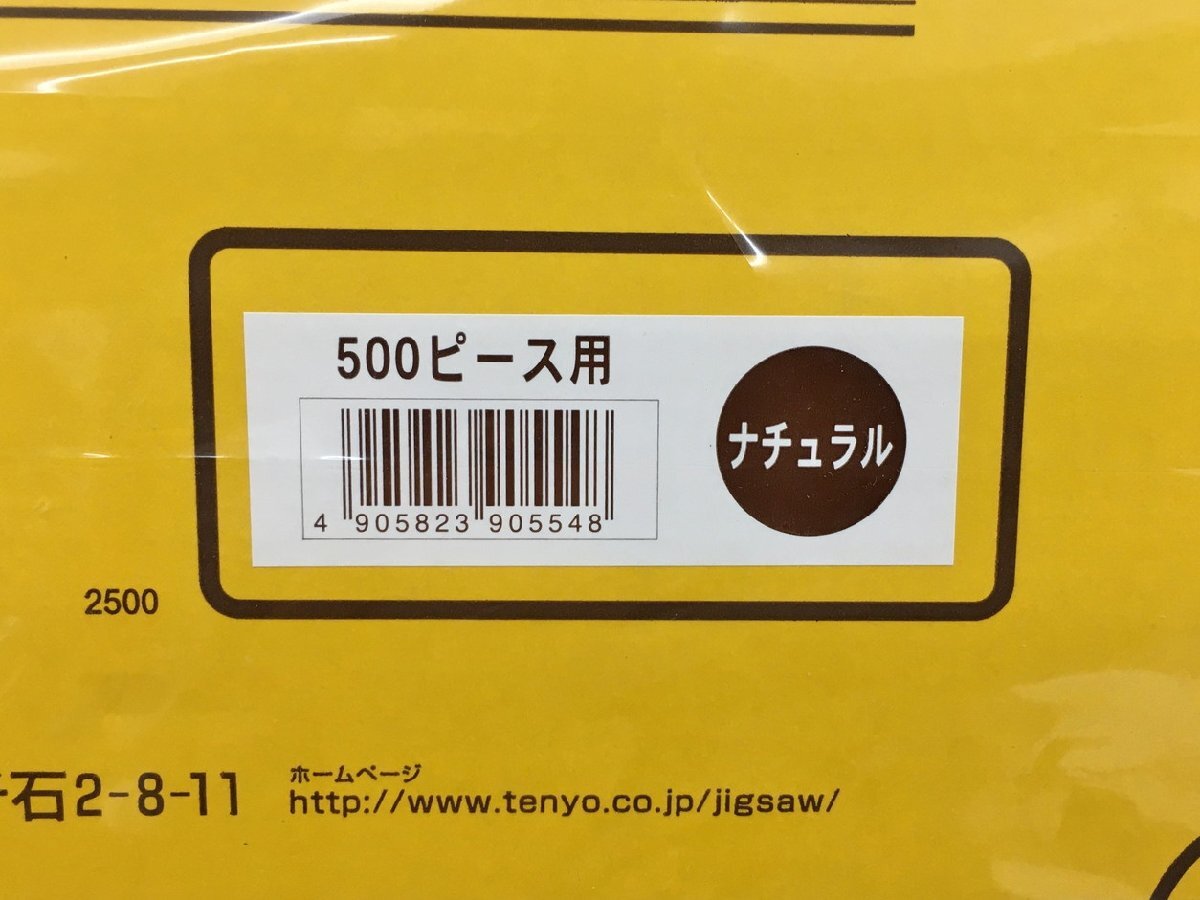 500ピース用
ナチュラル
4 905823 905548
2500
石2-8-11
ホームページ
http://www.tenyo.co.jp/jigsaw/